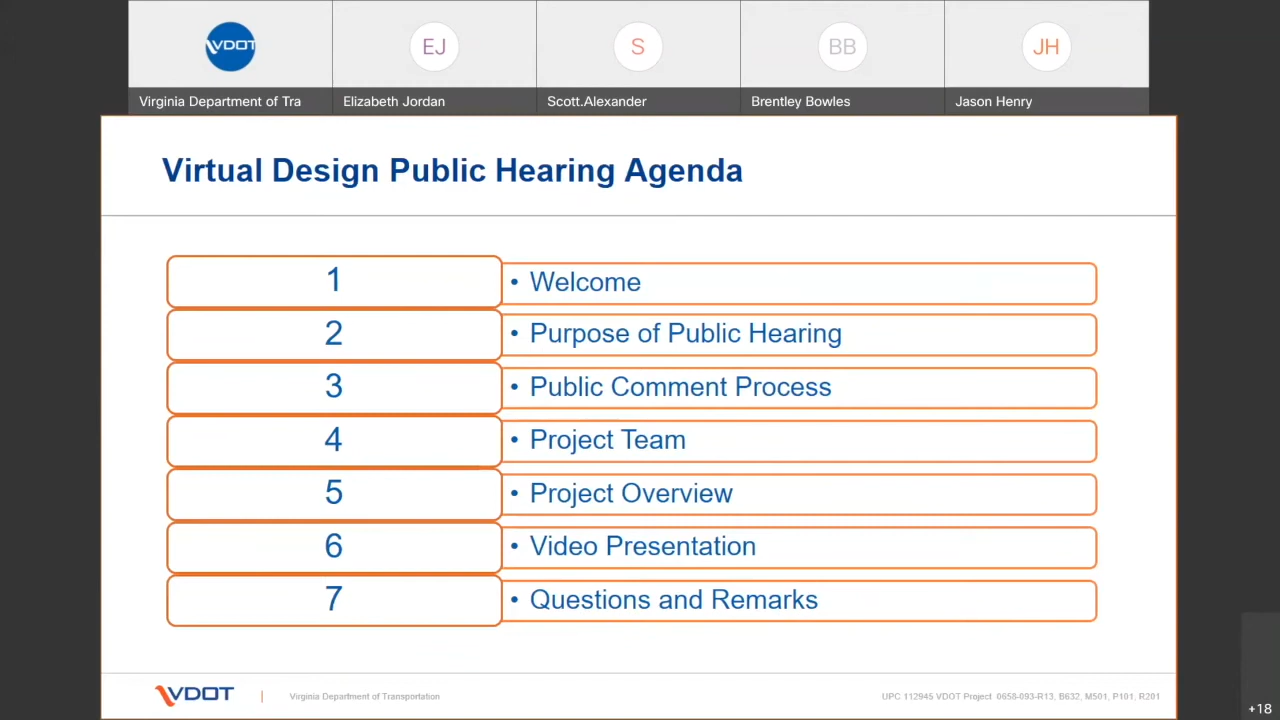 VDOT
EJ
S
BB
JH
Virginia Department of Tra
Elizabeth Jordan
Scott.Alexander
Brentley Bowles
Jason Henry
Virtual Design Public Hearing Agenda
1 • Welcome
2 • Purpose of Public Hearing
3 • Public Comment Process
4 • Project Team
5 • Project Overview
6 • Video Presentation
7 • Questions and Remarks
VDOT | Virginia Department of Transportation
UPC 112945 VDOT Project 0658-093-R13, B632, M501, P101, R201
+18